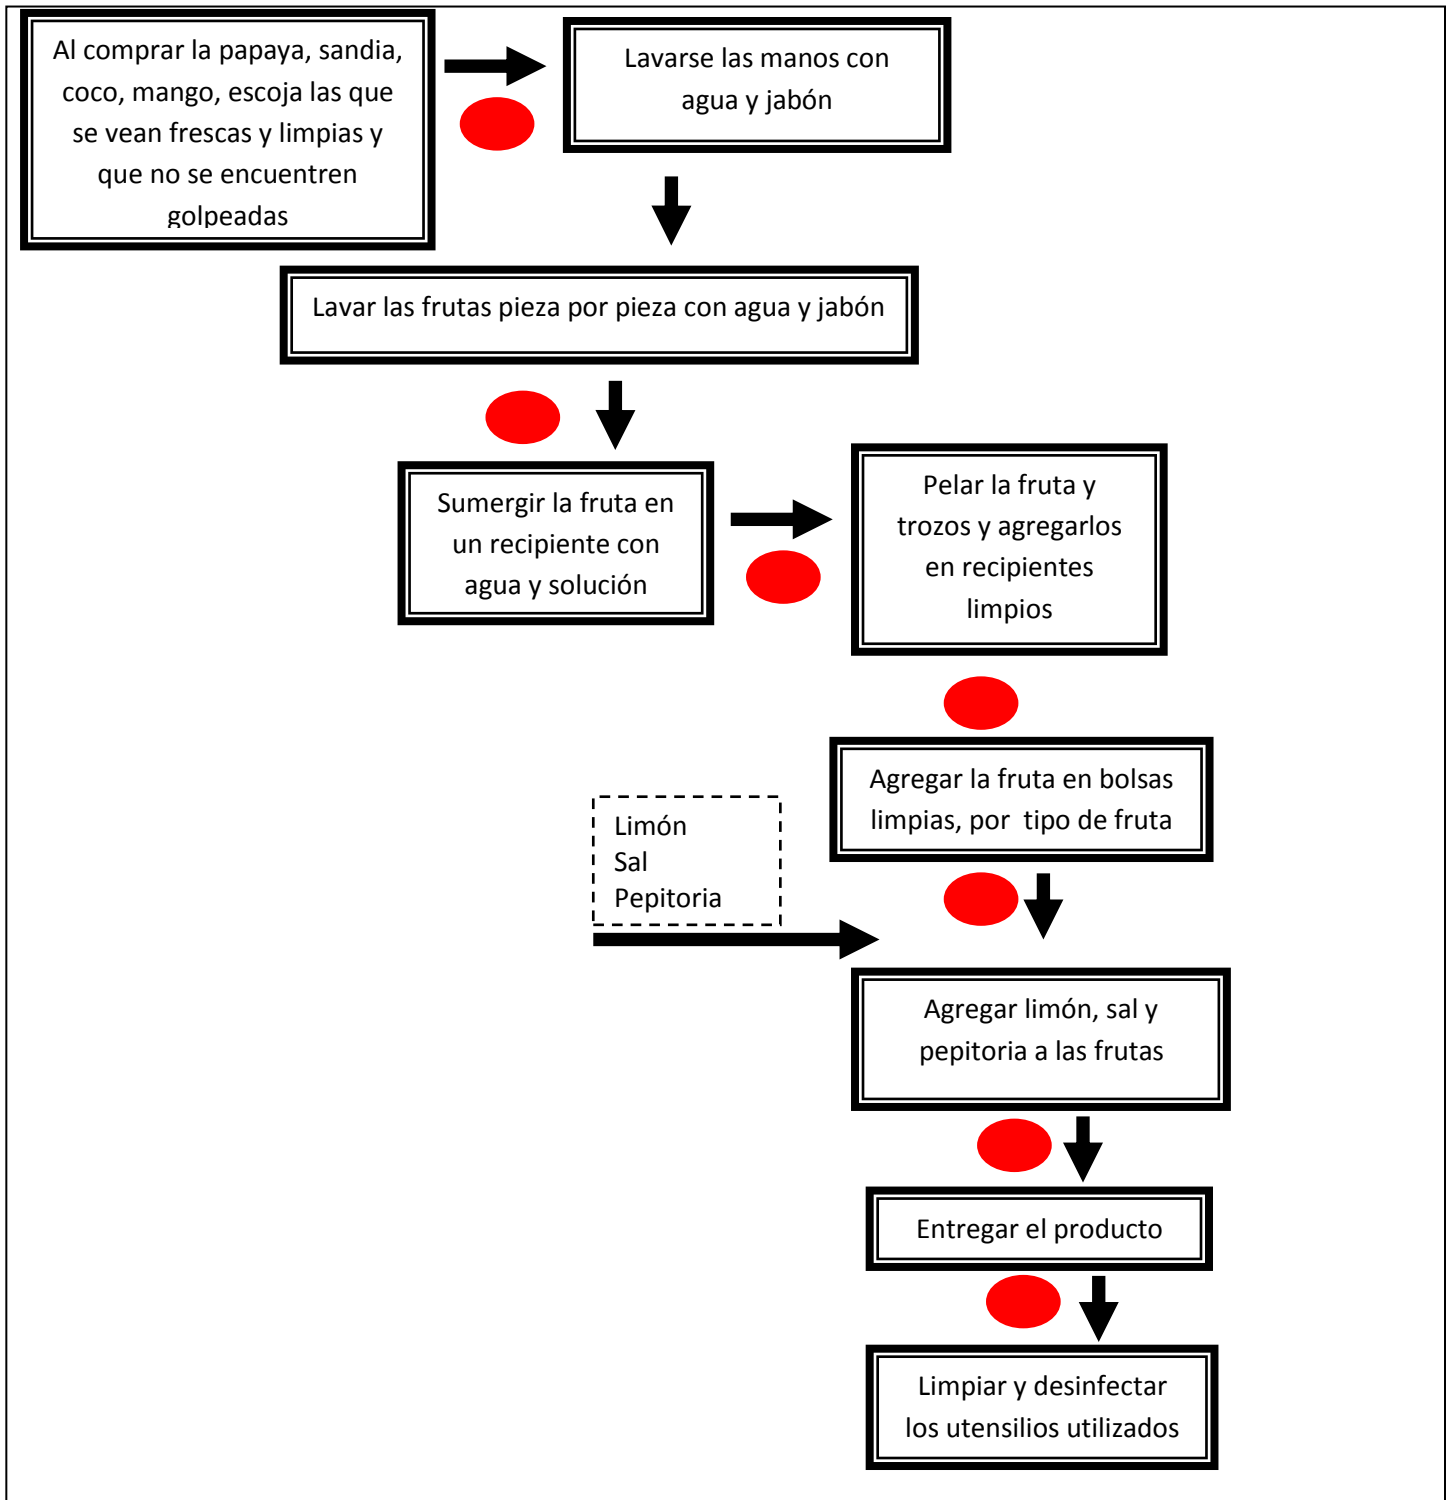 Al comprar la papaya, sandia,
coco, mango, escoja las que
se vean frescas y limpias y
que no se encuentren
golpeadas
Lavarse las manos con
agua y jabón
Lavar las frutas pieza por pieza con agua y jabón
Sumergir la fruta en
un recipiente con
agua y solución
Pelar la fruta y
trozos y agregarlos
en recipientes
limpios
Agregar la fruta en bolsas
limpias, por  tipo de fruta
Limón
Sal
Pepitoria
Agregar limón, sal y
pepitoria a las frutas
Entregar el producto
Limpiar y desinfectar
los utensilios utilizados